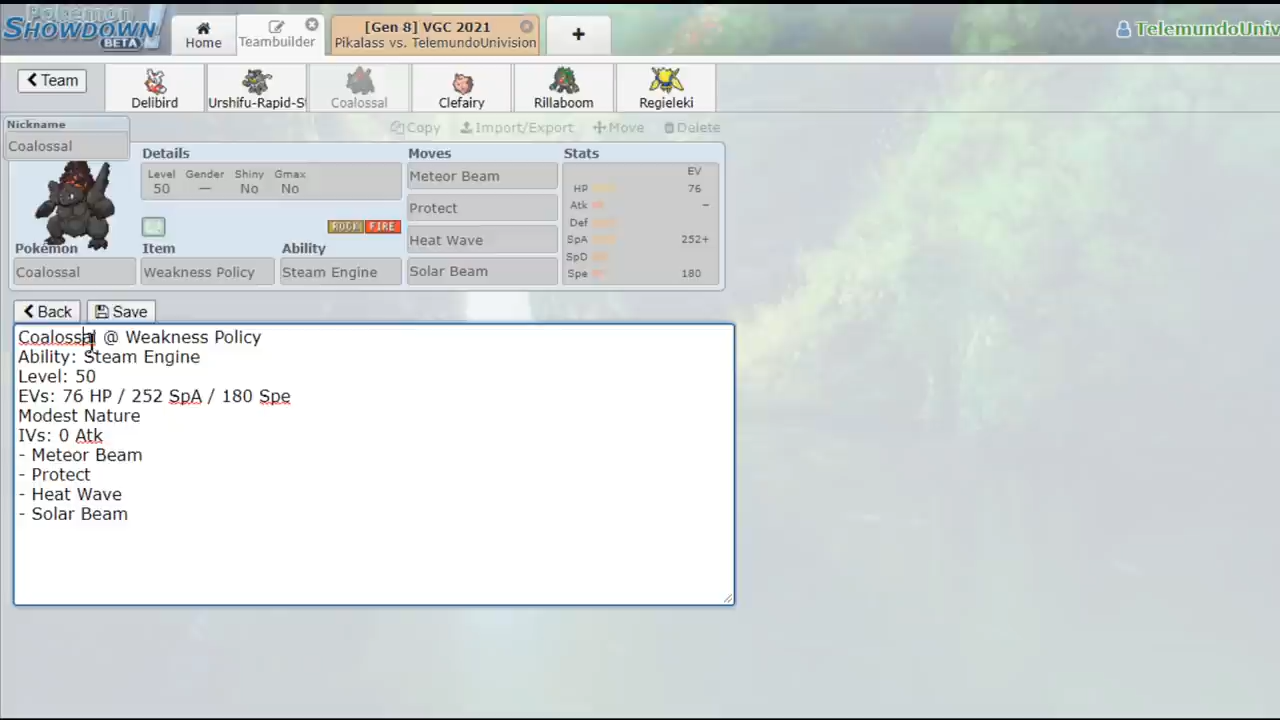 Pokémon
SHOWDOWN
BETA
Home
Teambuilder
[Gen 8] VGC 2021
Pikalass vs. TelemundoUnivision
+
TelemundoUniv
Team
Delibird
Urshifu-Rapid-S
Coalossal
Clefairy
Rillaboom
Regieleki
Copy
Import/Export
Move
Delete
Nickname
Coalossal
Details
Level Gender Shiny Gmax
50 — No No
ROCK FIRE
Pokémon
Coalossal
Item
Weakness Policy
Ability
Steam Engine
Moves
Meteor Beam
Protect
Heat Wave
Solar Beam
Stats
EV
HP 76
Atk –
Def
SpA 252+
SpD
Spe 180
Back
Save
Coalossal @ Weakness Policy
Ability: Steam Engine
Level: 50
EVs: 76 HP / 252 SpA / 180 Spe
Modest Nature
IVs: 0 Atk
- Meteor Beam
- Protect
- Heat Wave
- Solar Beam